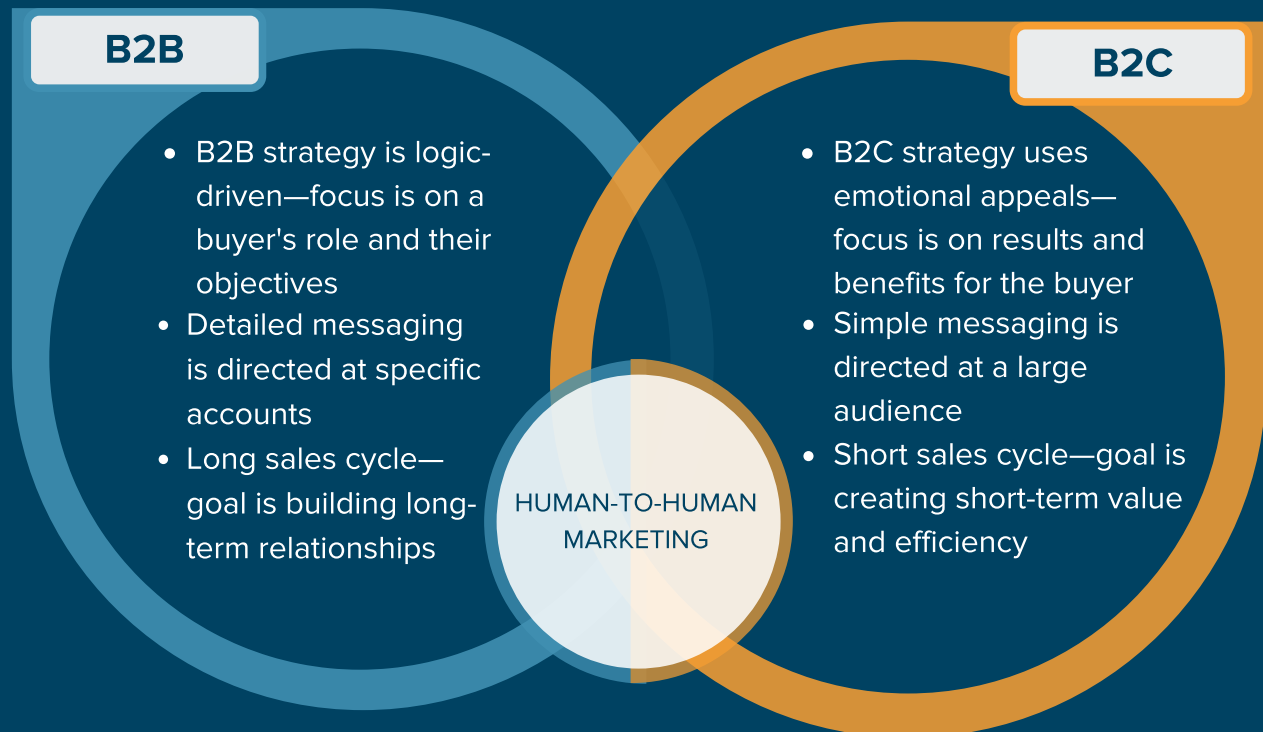 B2B
• B2B strategy is logic-
driven—focus is on a
buyer's role and their
objectives
• Detailed messaging
is directed at specific
accounts
• Long sales cycle—
goal is building long-
term relationships
HUMAN-TO-HUMAN
MARKETING
B2C
• B2C strategy uses
emotional appeals—
focus is on results and
benefits for the buyer
• Simple messaging is
directed at a large
audience
• Short sales cycle—goal is
creating short-term value
and efficiency